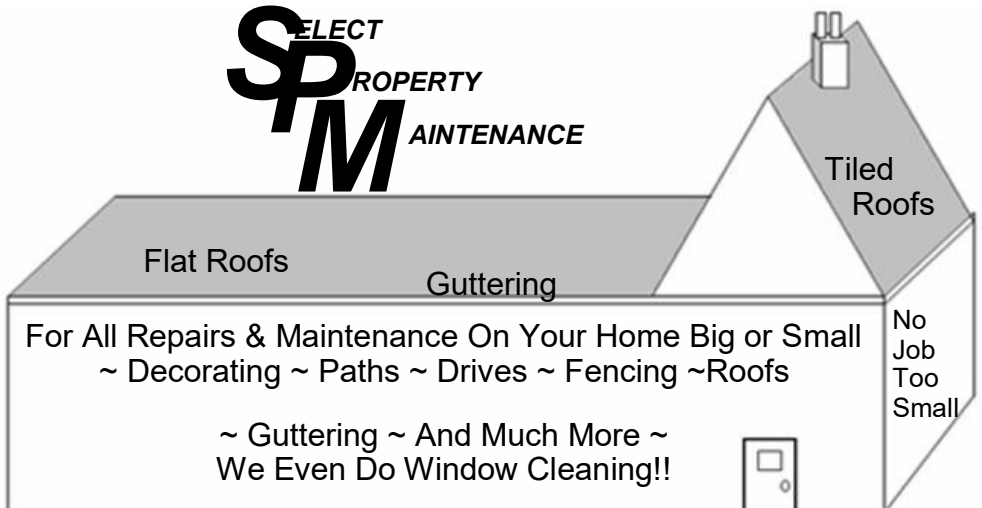 SELECT
PROPERTY
MAINTENANCE
Tiled
Roofs
Flat Roofs
Guttering
For All Repairs & Maintenance On Your Home Big or Small
~ Decorating ~ Paths ~ Drives ~ Fencing ~Roofs
~ Guttering ~ And Much More ~
We Even Do Window Cleaning!!
No
Job
Too
Small